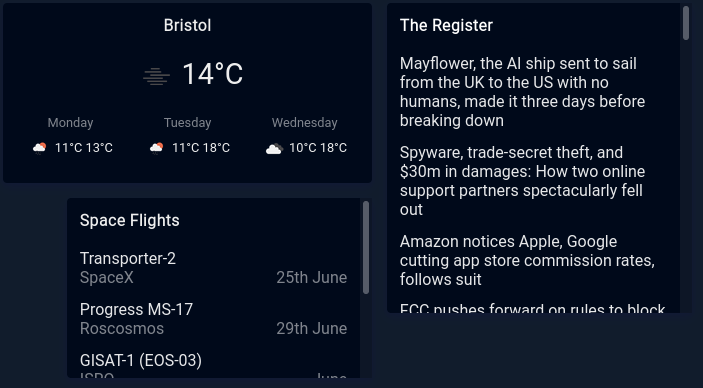 Bristol
14°C
Monday
Tuesday
Wednesday
11°C 13°C
11°C 18°C
10°C 18°C
Space Flights
Transporter-2
SpaceX
25th June
Progress MS-17
Roscosmos
29th June
GISAT-1 (EOS-03)
ISRO
June
The Register
Mayflower, the AI ship sent to sail
from the UK to the US with no
humans, made it three days before
breaking down
Spyware, trade-secret theft, and
$30m in damages: How two online
support partners spectacularly fell
out
Amazon notices Apple, Google
cutting app store commission rates,
follows suit
FCC pushes forward on rules to block